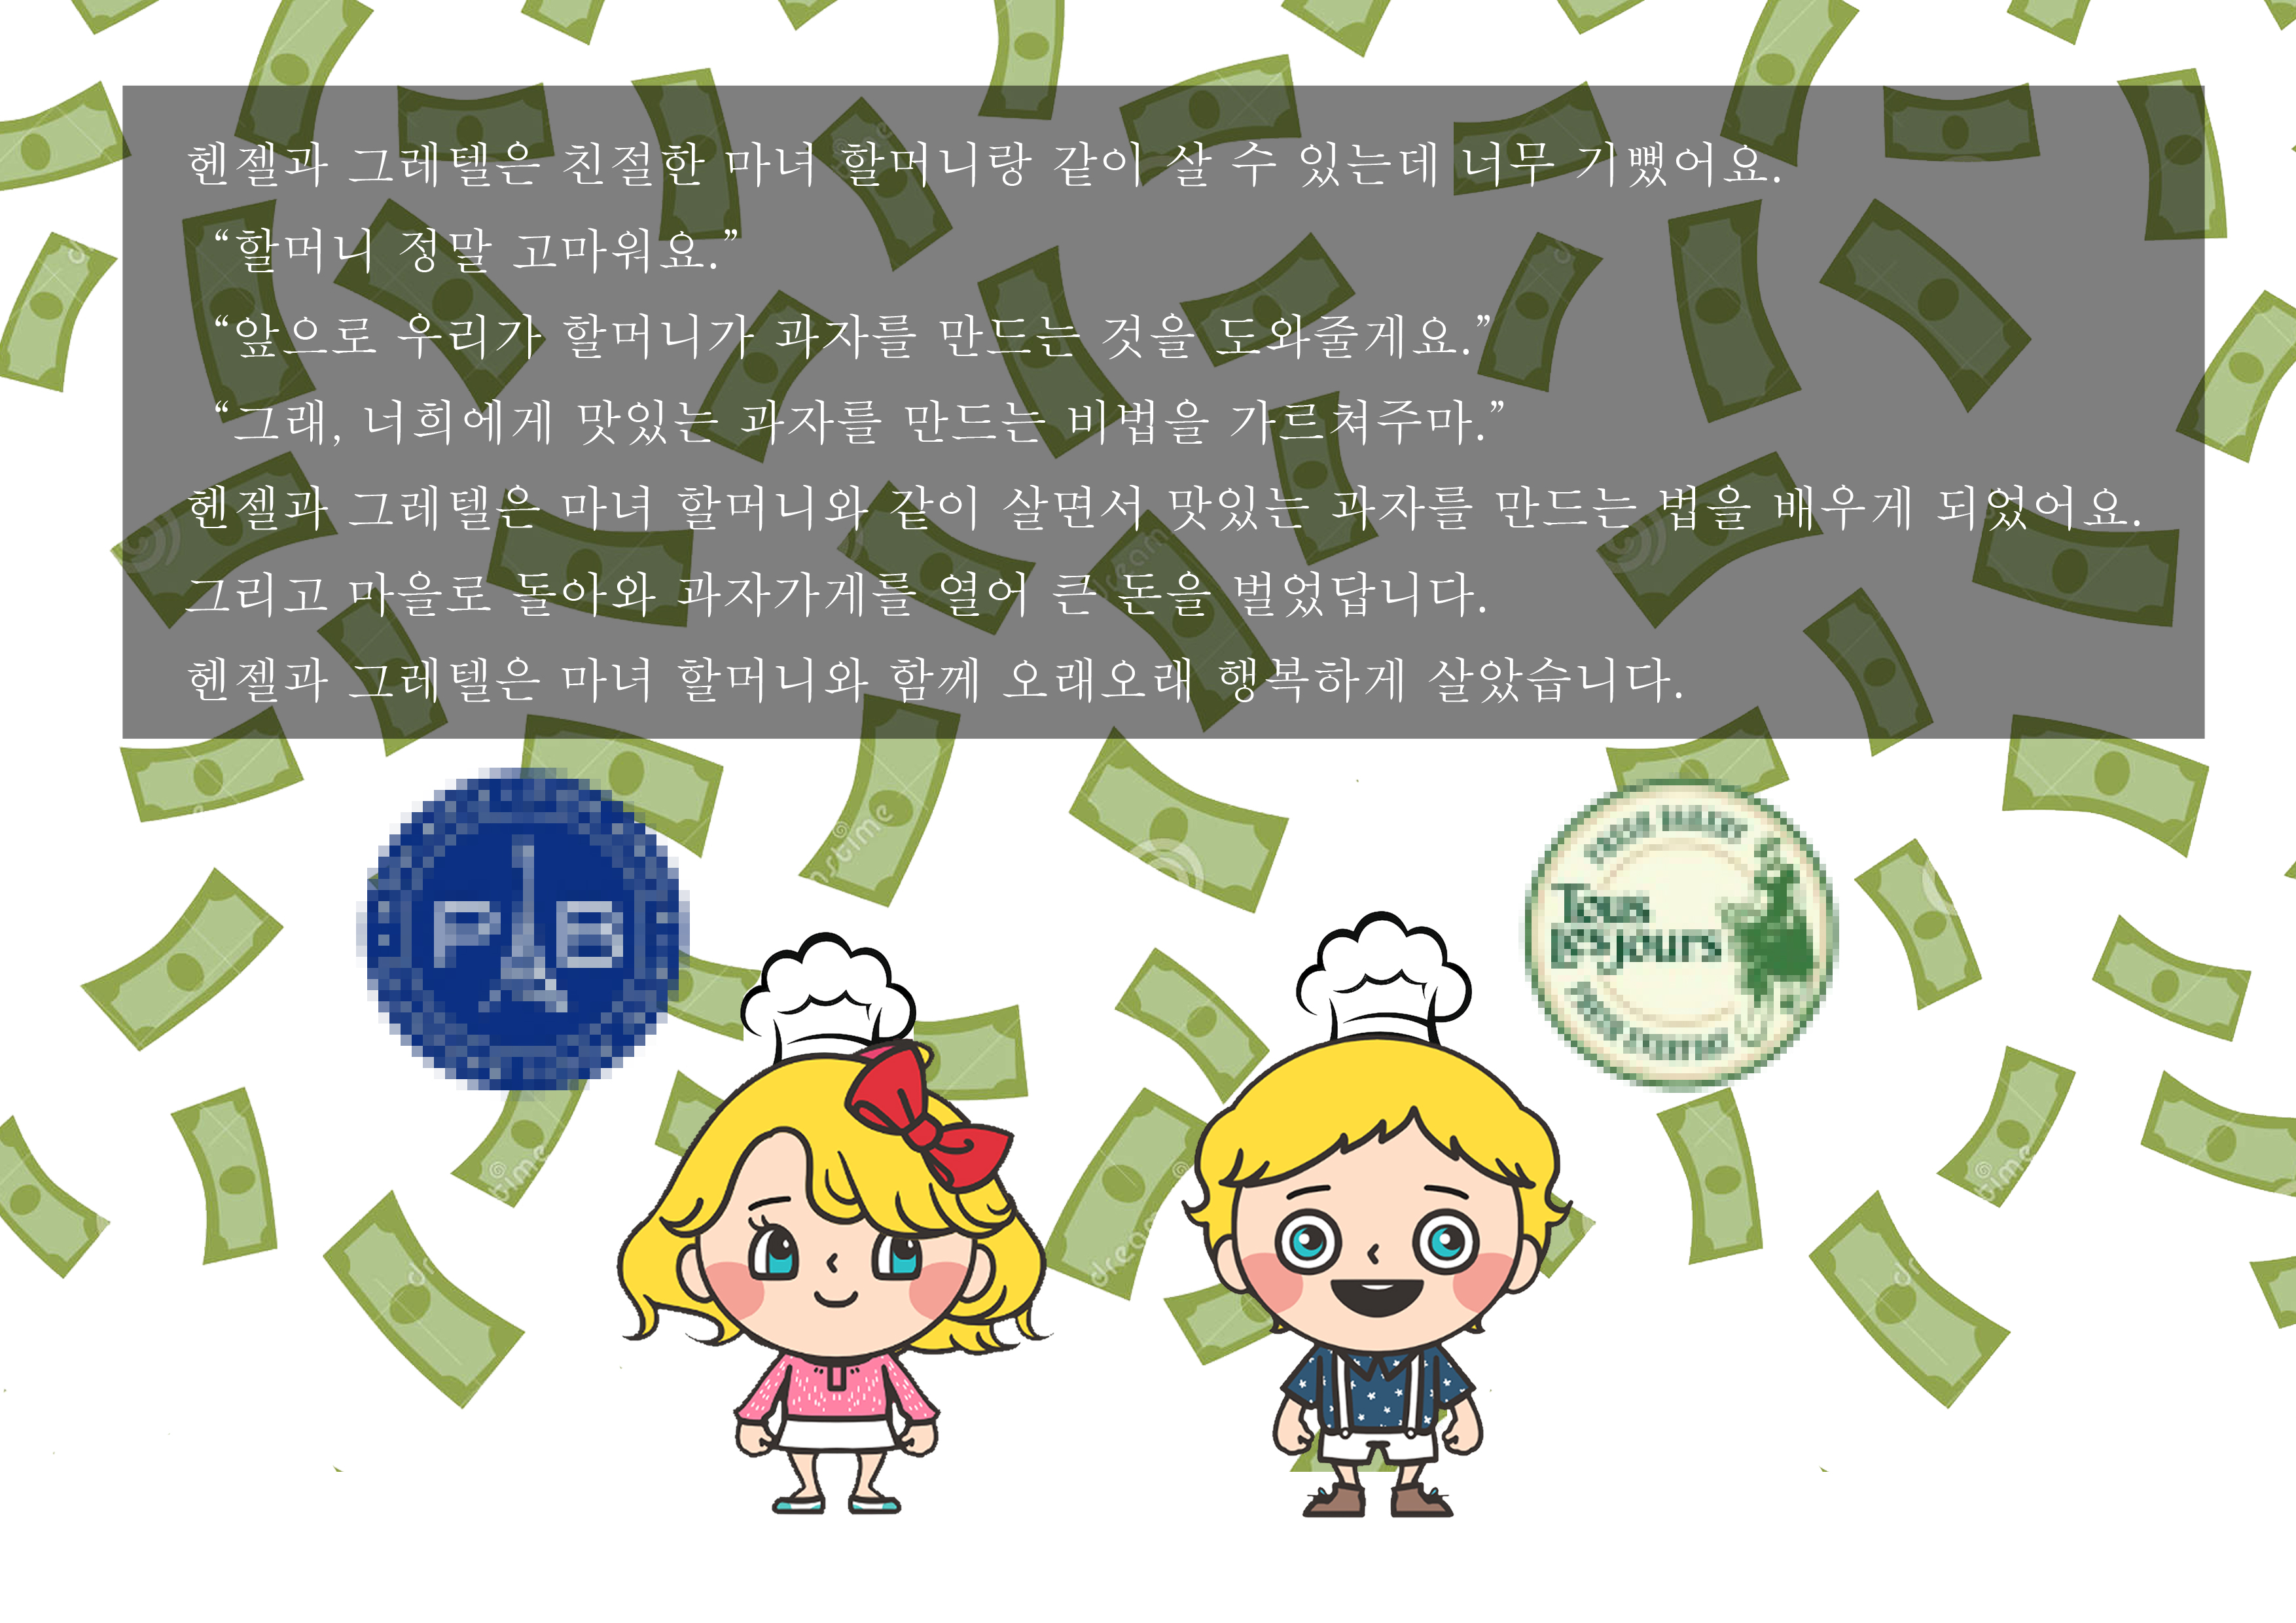 헨젤과 그레텔은 친절한 마녀 할머니랑 같이 살 수 있는데 너무 기뻤어요.
“할머니 정말 고마워요.”
“앞으로 우리가 할머니가 과자를 만드는 것을 도와줄게요.”
“그래, 너희에게 맛있는 과자를 만드는 비법을 가르쳐주마.”
헨젤과 그레텔은 마녀 할머니와 같이 살면서 맛있는 과자를 만드는 법을 배우게 되었어요.
그리고 마을로 돌아와 과자가게를 열어 큰 돈을 벌었답니다.
헨젤과 그레텔은 마녀 할머니와 함께 오래오래 행복하게 살았습니다.
P B
Tous
Les Jours